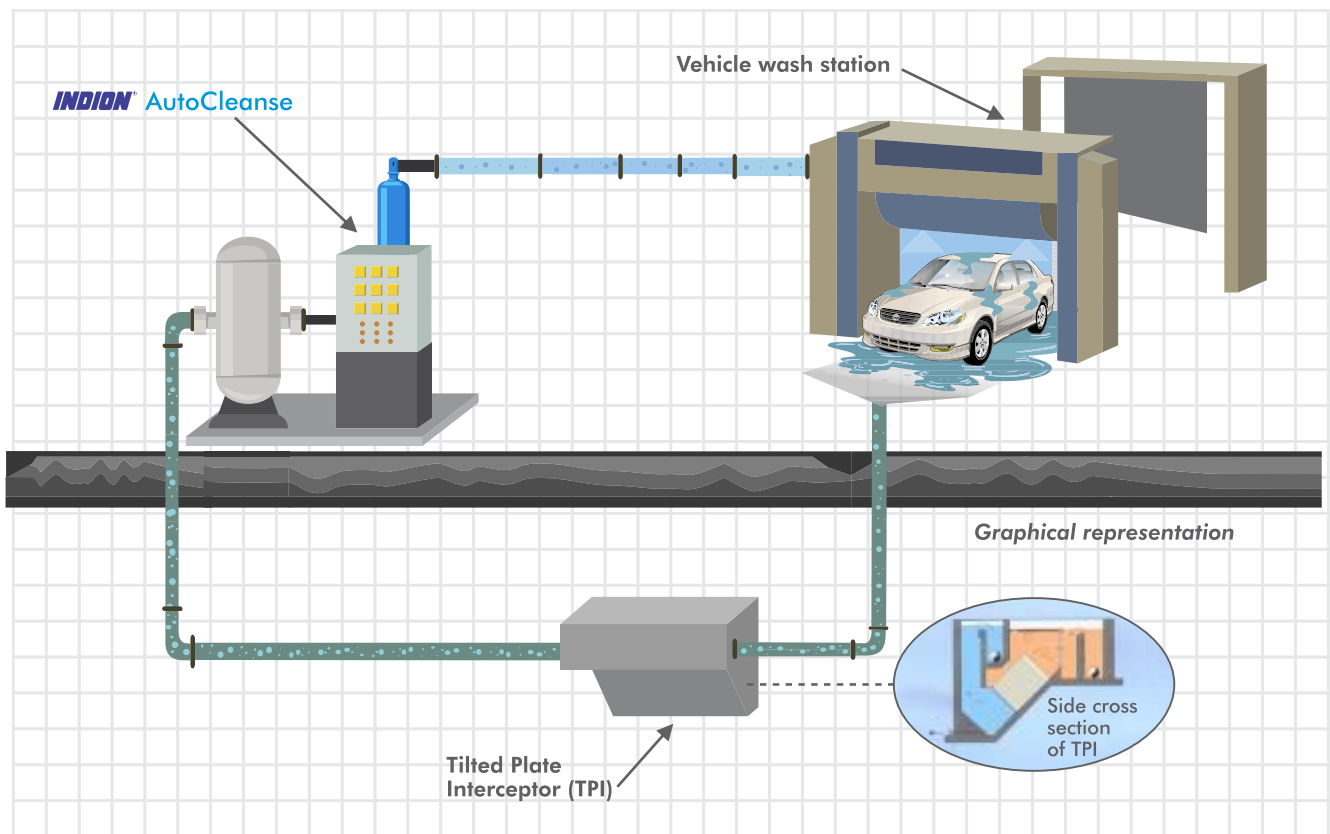 Vehicle wash station
INDION® AutoCleanse
Graphical representation
Side cross
section
of TPI
Tilted Plate
Interceptor (TPI)